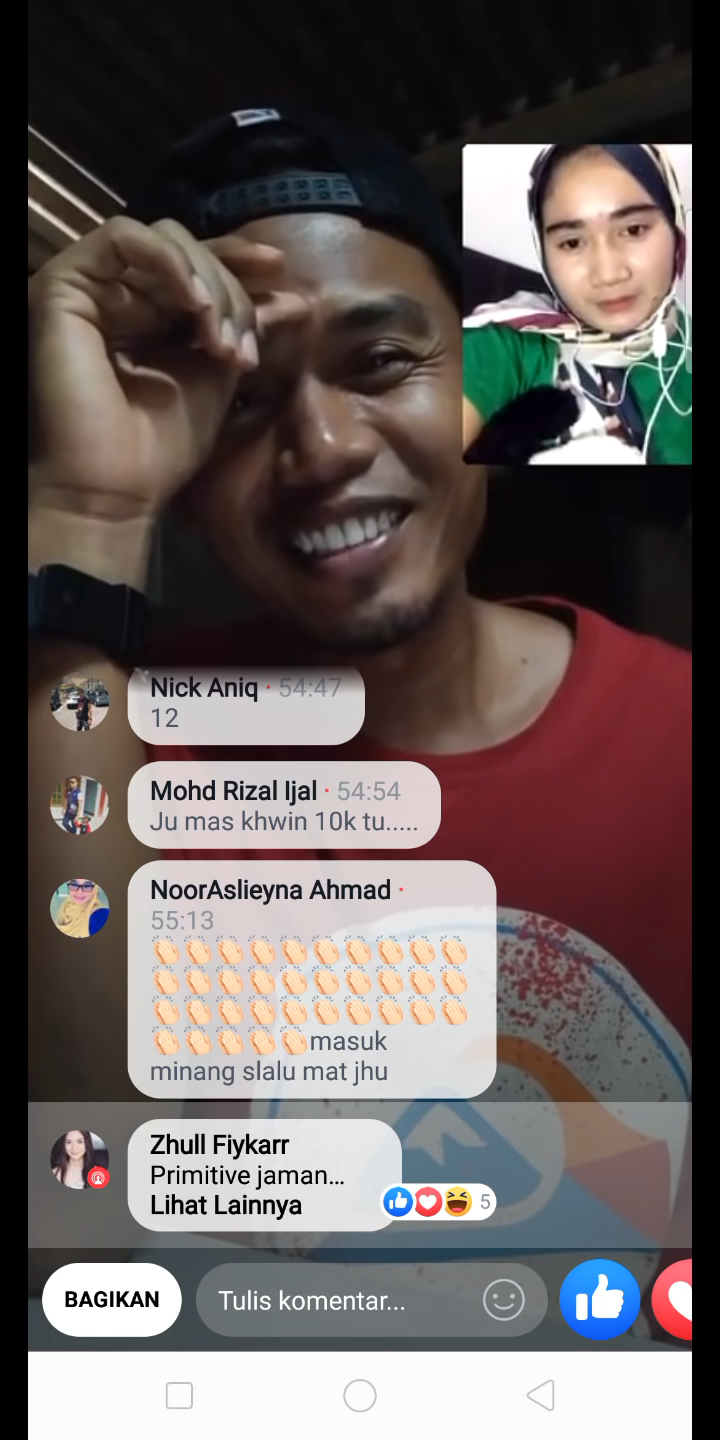 Nick Aniq · 54:47
12
Mohd Rizal Ijal · 54:54
Ju mas khwin 10k tu.....
NoorAslieyna Ahmad ·
55:13
👏🏻👏🏻👏🏻👏🏻👏🏻👏🏻👏🏻👏🏻👏🏻👏🏻
👏🏻👏🏻👏🏻👏🏻👏🏻👏🏻👏🏻👏🏻👏🏻👏🏻
👏🏻👏🏻👏🏻👏🏻👏🏻👏🏻👏🏻👏🏻👏🏻👏🏻
👏🏻👏🏻👏🏻👏🏻👏🏻masuk
minang slalu mat jhu
Zhull Fiykarr
Primitive jaman...
Lihat Lainnya
5
BAGIKAN
Tulis komentar...